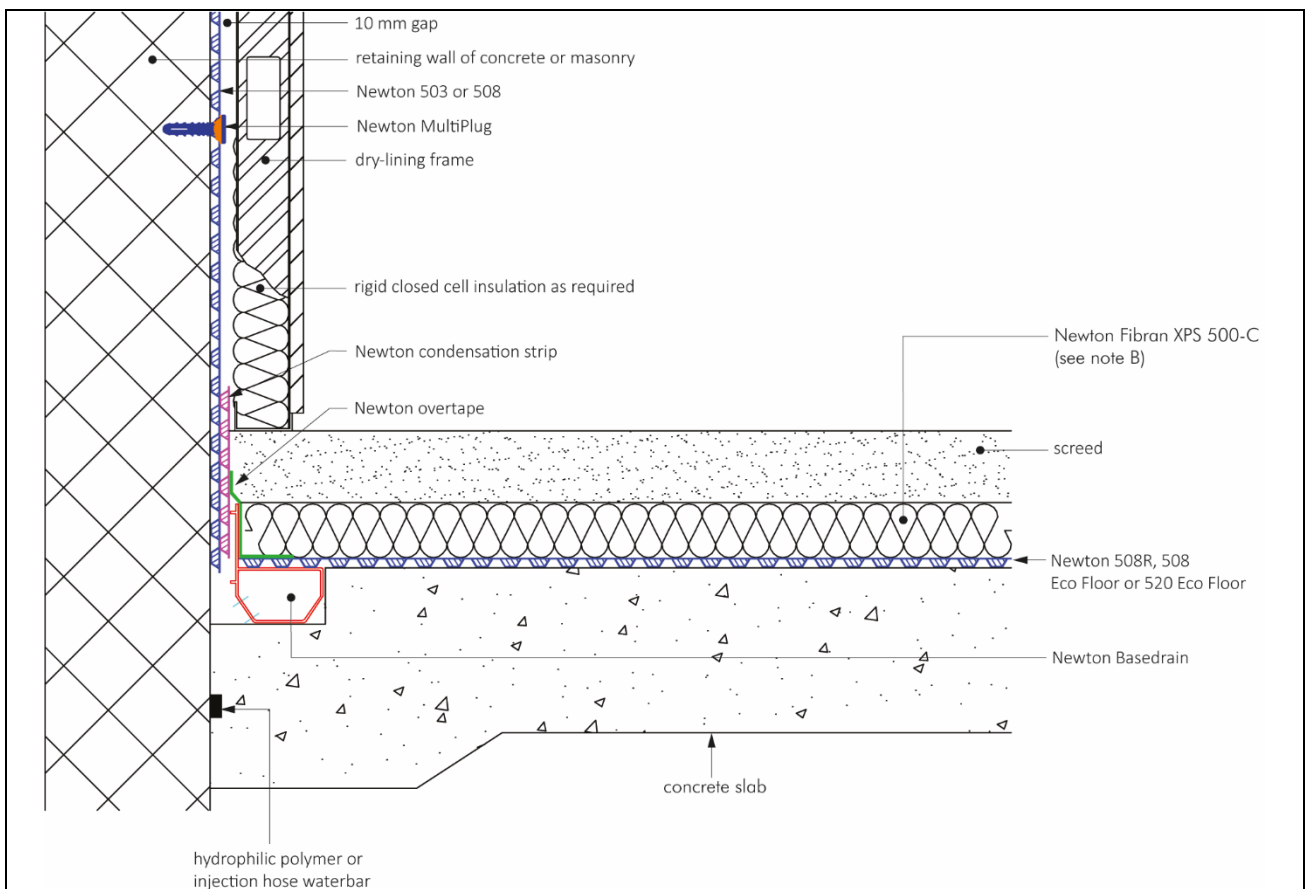 10 mm gap
retaining wall of concrete or masonry
Newton 503 or 508
Newton MultiPlug
dry-lining frame
rigid closed cell insulation as required
Newton condensation strip
Newton overtape
Newton Fibran XPS 500-C
(see note B)
screed
Newton 508R, 508
Eco Floor or 520 Eco Floor
Newton Basedrain
concrete slab
hydrophilic polymer or
injection hose waterbar